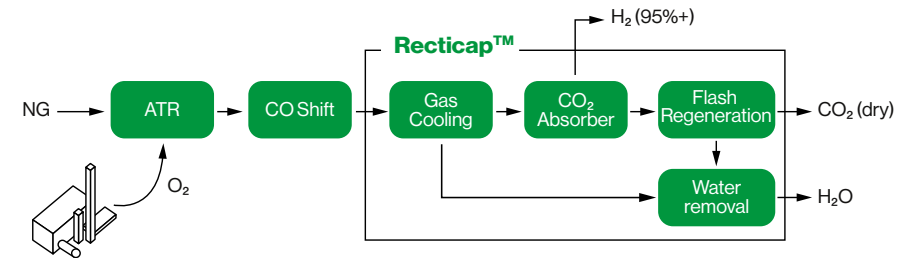 H₂ (95%+)
Recticap™
NG
ATR
CO Shift
Gas
Cooling
CO₂
Absorber
Flash
Regeneration
CO₂ (dry)
O₂
Water
removal
H₂O